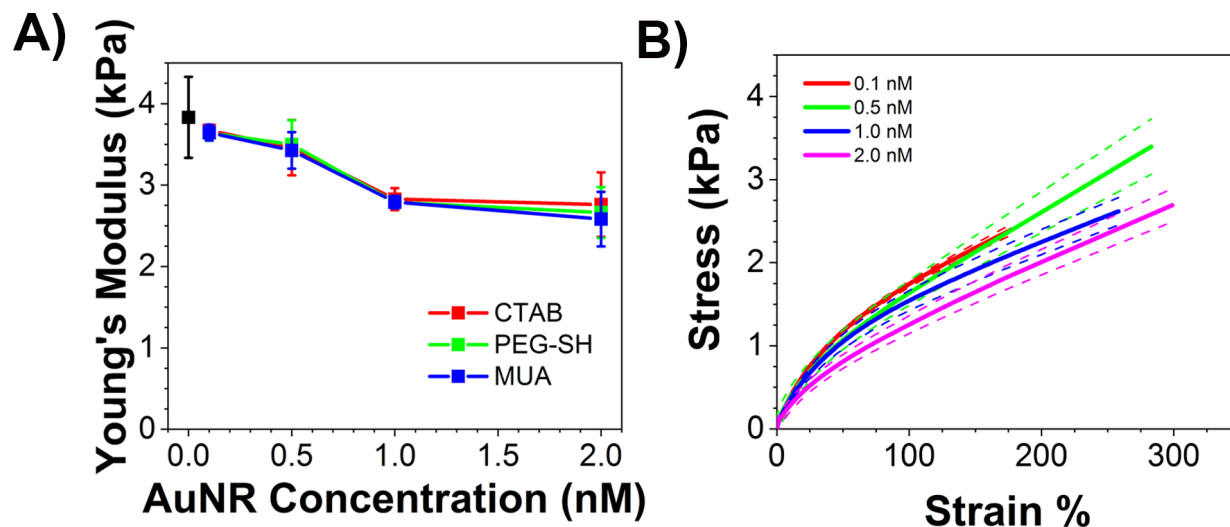 A)
Young's Modulus (kPa)
4
3
2
1
0
CTAB
PEG-SH
MUA
0.0 0.5 1.0 1.5 2.0
AuNR Concentration (nM)
B)
Stress (kPa)
4
3
2
1
0
0.1 nM
0.5 nM
1.0 nM
2.0 nM
0 100 200 300
Strain %